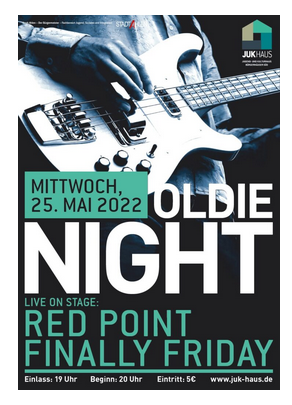 STADT
JUKHAUS
MITTWOCH,
25. MAI 2022
OLDIE
NIGHT
LIVE ON STAGE:
RED POINT
FINALLY FRIDAY
Einlass: 19 Uhr Beginn: 20 Uhr Eintritt: 5€ www.juk-haus.de